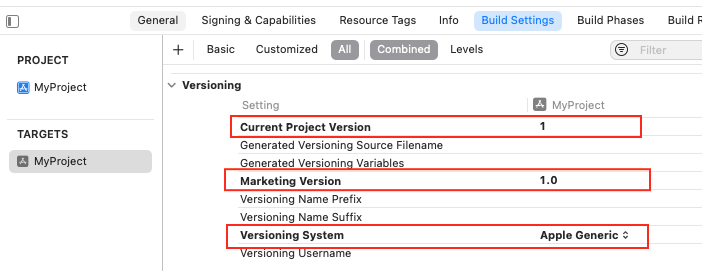 General Signing & Capabilities Resource Tags Info Build Settings Build Phases Build R
PROJECT
MyProject
TARGETS
MyProject
+ Basic Customized All Combined Levels Filter
Versioning
Setting MyProject
Current Project Version 1
Generated Versioning Source Filename
Generated Versioning Variables
Marketing Version 1.0
Versioning Name Prefix
Versioning Name Suffix
Versioning System Apple Generic
Versioning Username